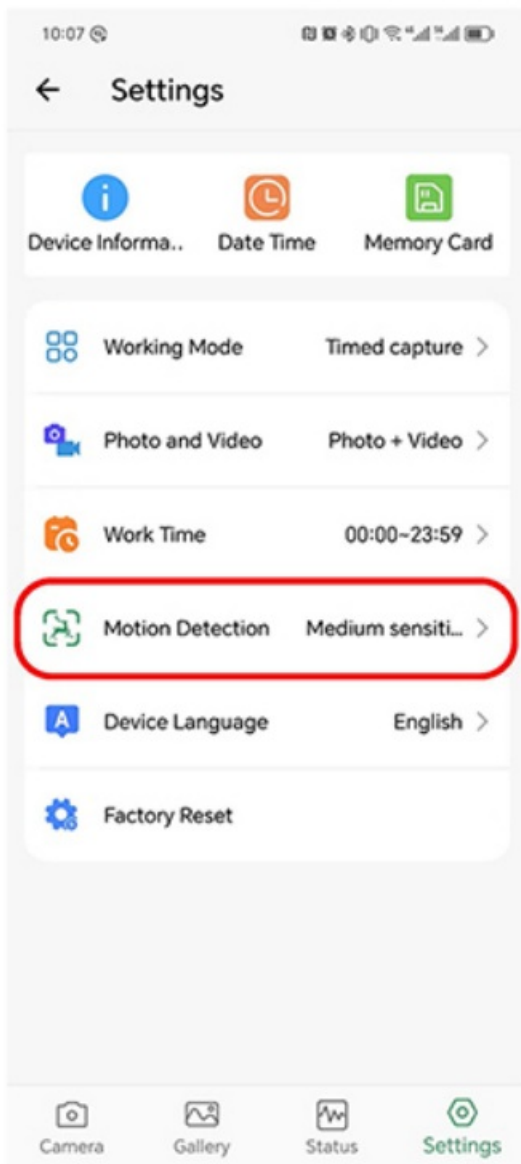 10:07
Settings
Device Informa.. Date Time Memory Card
Working Mode Timed capture
Photo and Video Photo + Video
Work Time 00:00~23:59
Motion Detection Medium sensiti...
A Device Language English
Factory Reset
Camera Gallery Status Settings